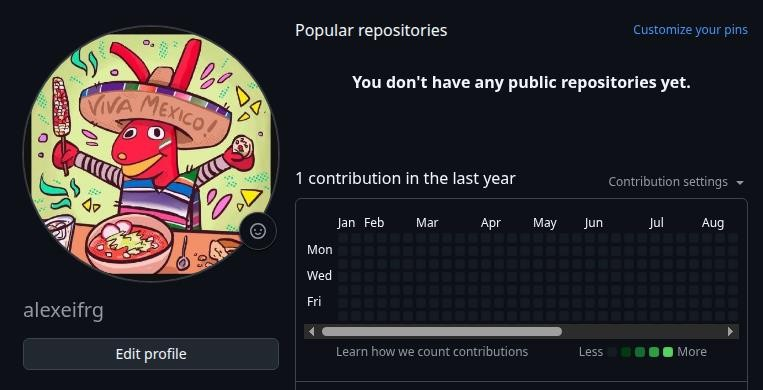 VIVA MEXICO!
alexeifrg
Edit profile
Popular repositories
Customize your pins
You don't have any public repositories yet.
1 contribution in the last year
Contribution settings
Jan Feb Mar Apr May Jun Jul Aug
Mon
Wed
Fri
Learn how we count contributions
Less
More